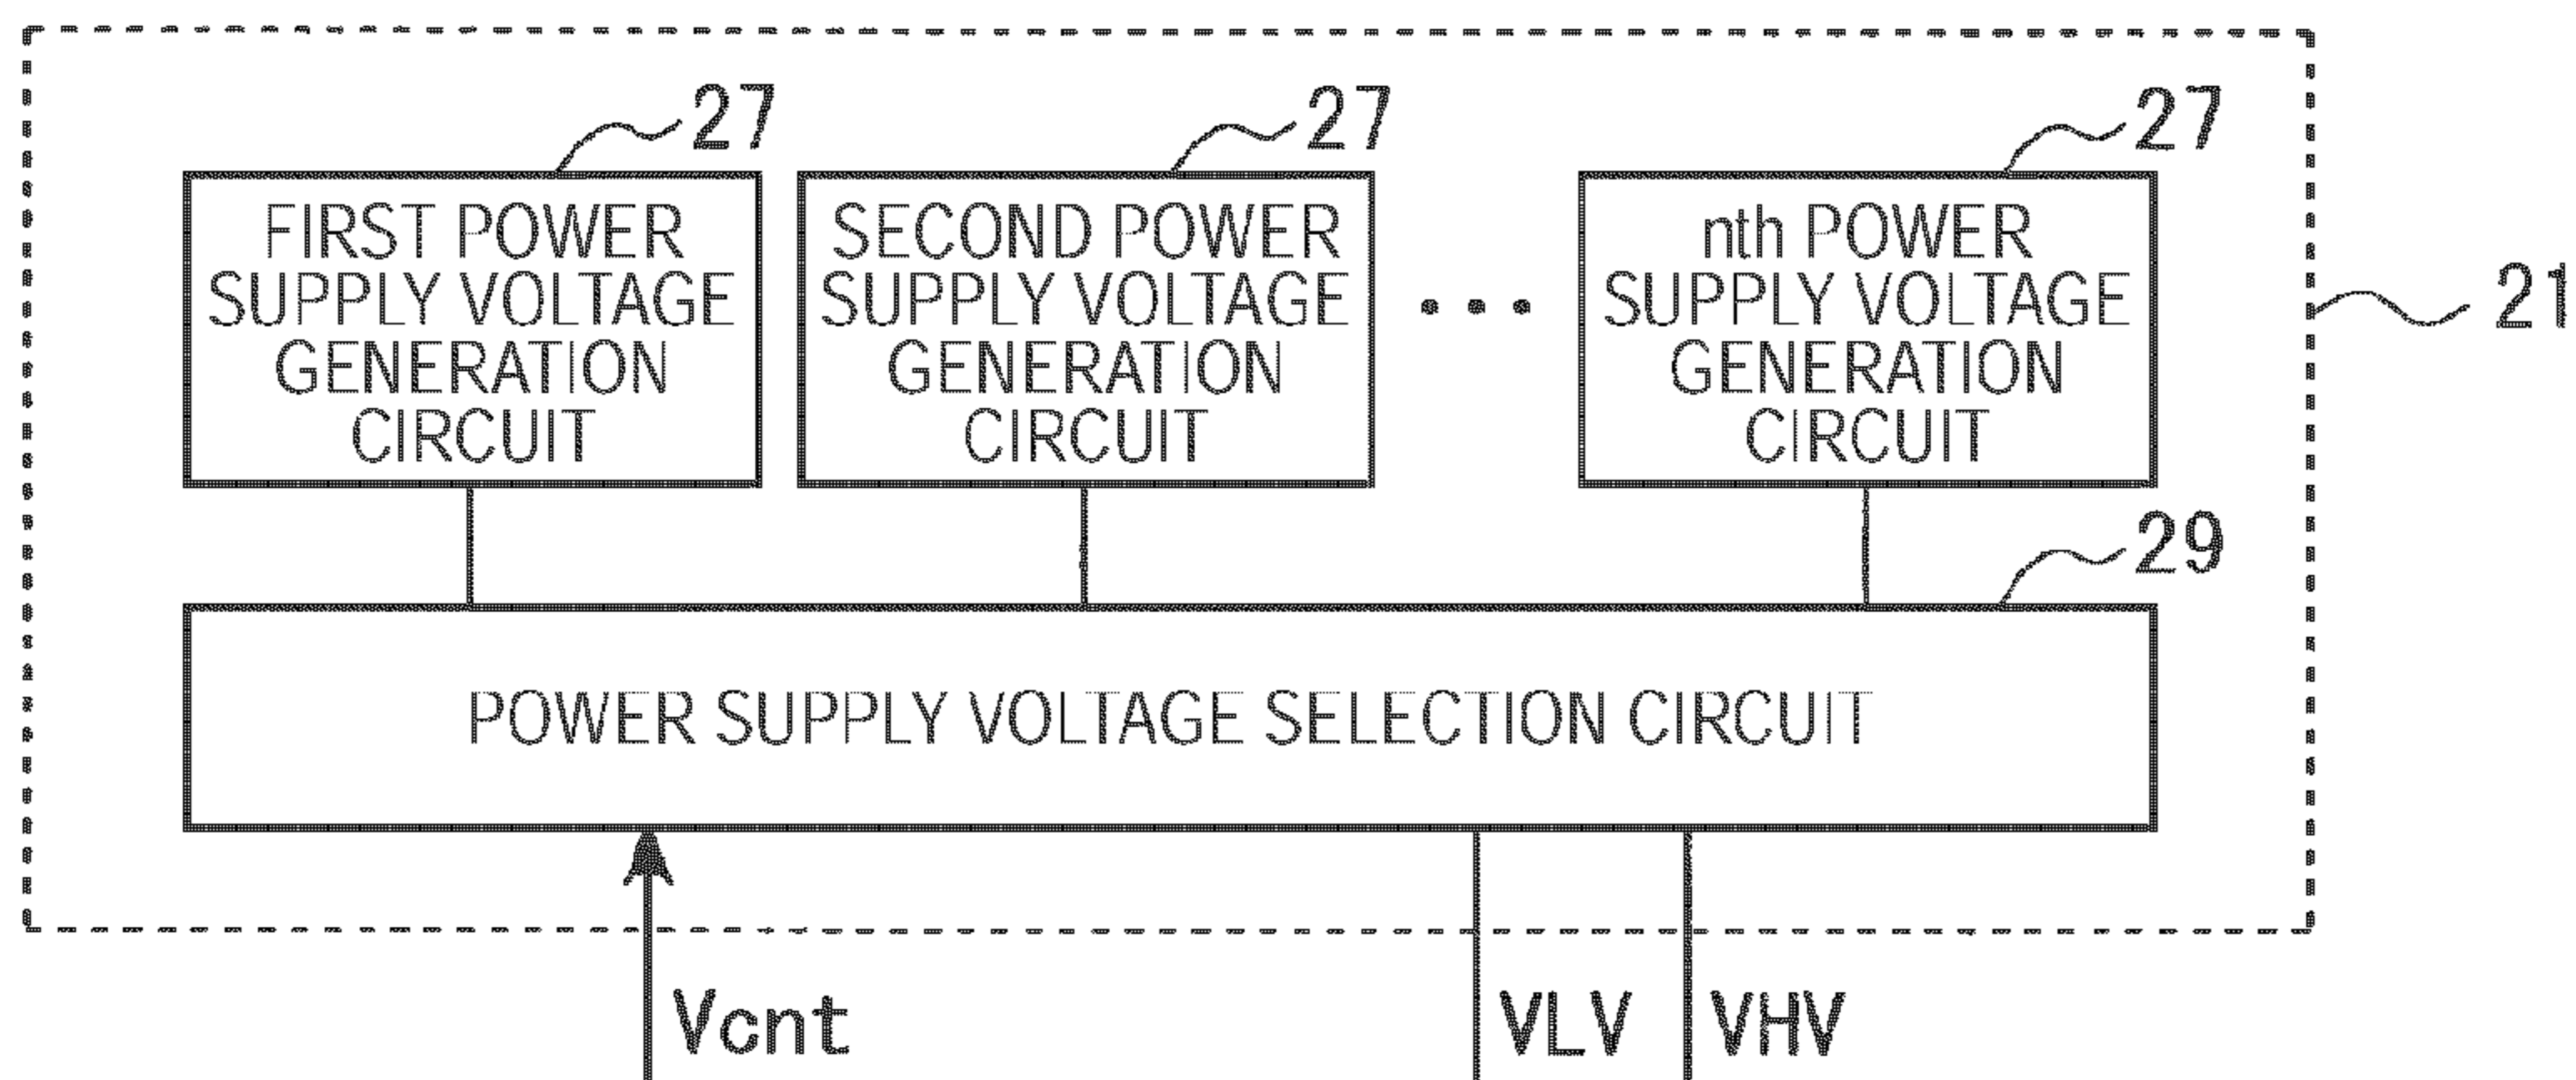 27
27
27
FIRST POWER
SUPPLY VOLTAGE
GENERATION
CIRCUIT
SECOND POWER
SUPPLY VOLTAGE
GENERATION
CIRCUIT
...
nth POWER
SUPPLY VOLTAGE
GENERATION
CIRCUIT
21
29
POWER SUPPLY VOLTAGE SELECTION CIRCUIT
Vcnt
VLV
VHV